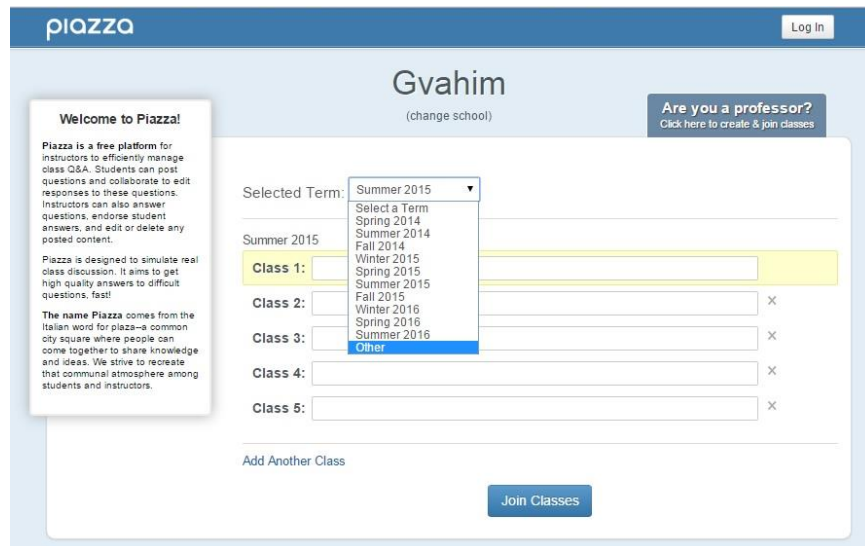 piazza
Log In
Gvahim
(change school)
Are you a professor?
Click here to create & join classes
Welcome to Piazza!
Piazza is a free platform for
instructors to efficiently manage
class Q&A. Students can post
questions and collaborate to edit
responses to these questions.
Instructors can also answer
questions, endorse student
answers, and edit or delete any
posted content.
Piazza is designed to simulate real
class discussion. It aims to get
high quality answers to difficult
questions, fast!
The name Piazza comes from the
Italian word for plaza--a common
city square where people can
come together to share knowledge
and ideas. We strive to recreate
that communal atmosphere among
students and instructors.
Selected Term: Summer 2015
Select a Term
Spring 2014
Summer 2014
Fall 2014
Winter 2015
Spring 2015
Summer 2015
Fall 2015
Winter 2016
Spring 2016
Summer 2016
Other
Summer 2015
Class 1:
Class 2:
Class 3:
Class 4:
Class 5:
Add Another Class
Join Classes